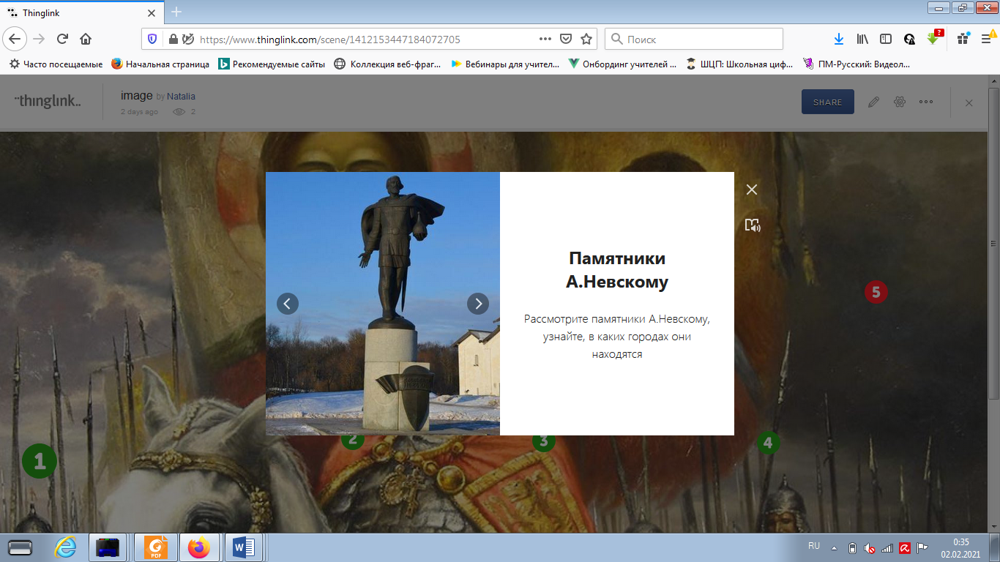 Thinglink
https://www.thinglink.com/scene/1412153447184072705
Поиск
?
Часто посещаемые
Начальная страница
Рекомендуемые сайты
Коллекция веб-фраг...
Вебинары для учител...
Онбординг учителей ...
ШЦП: Школьная циф...
ПМ-Русский: Видеол...
thinglink..
image by Natalia
2 days ago 2
SHARE
Памятники
А.Невскому
Рассмотрите памятники А.Невскому,
узнайте, в каких городах они
находятся
5
1
2
3
4
PDF
RU
0:35
02.02.2021